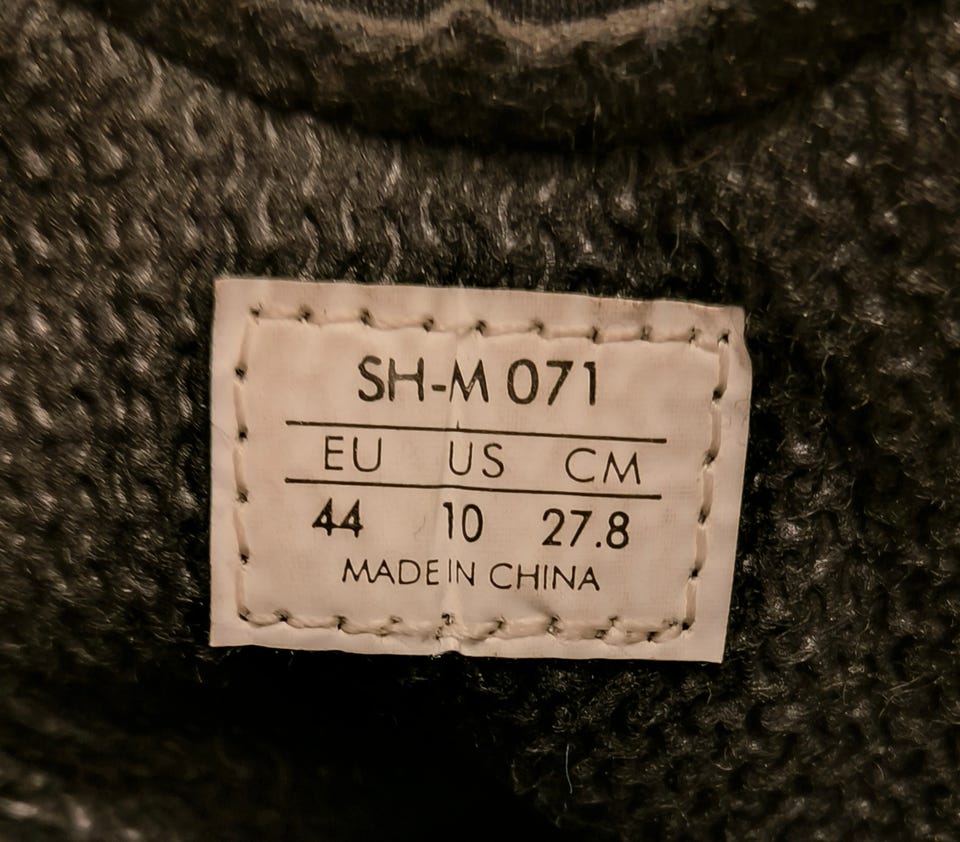 SH-M 071
EU US CM
44 10 27.8
MADE IN CHINA